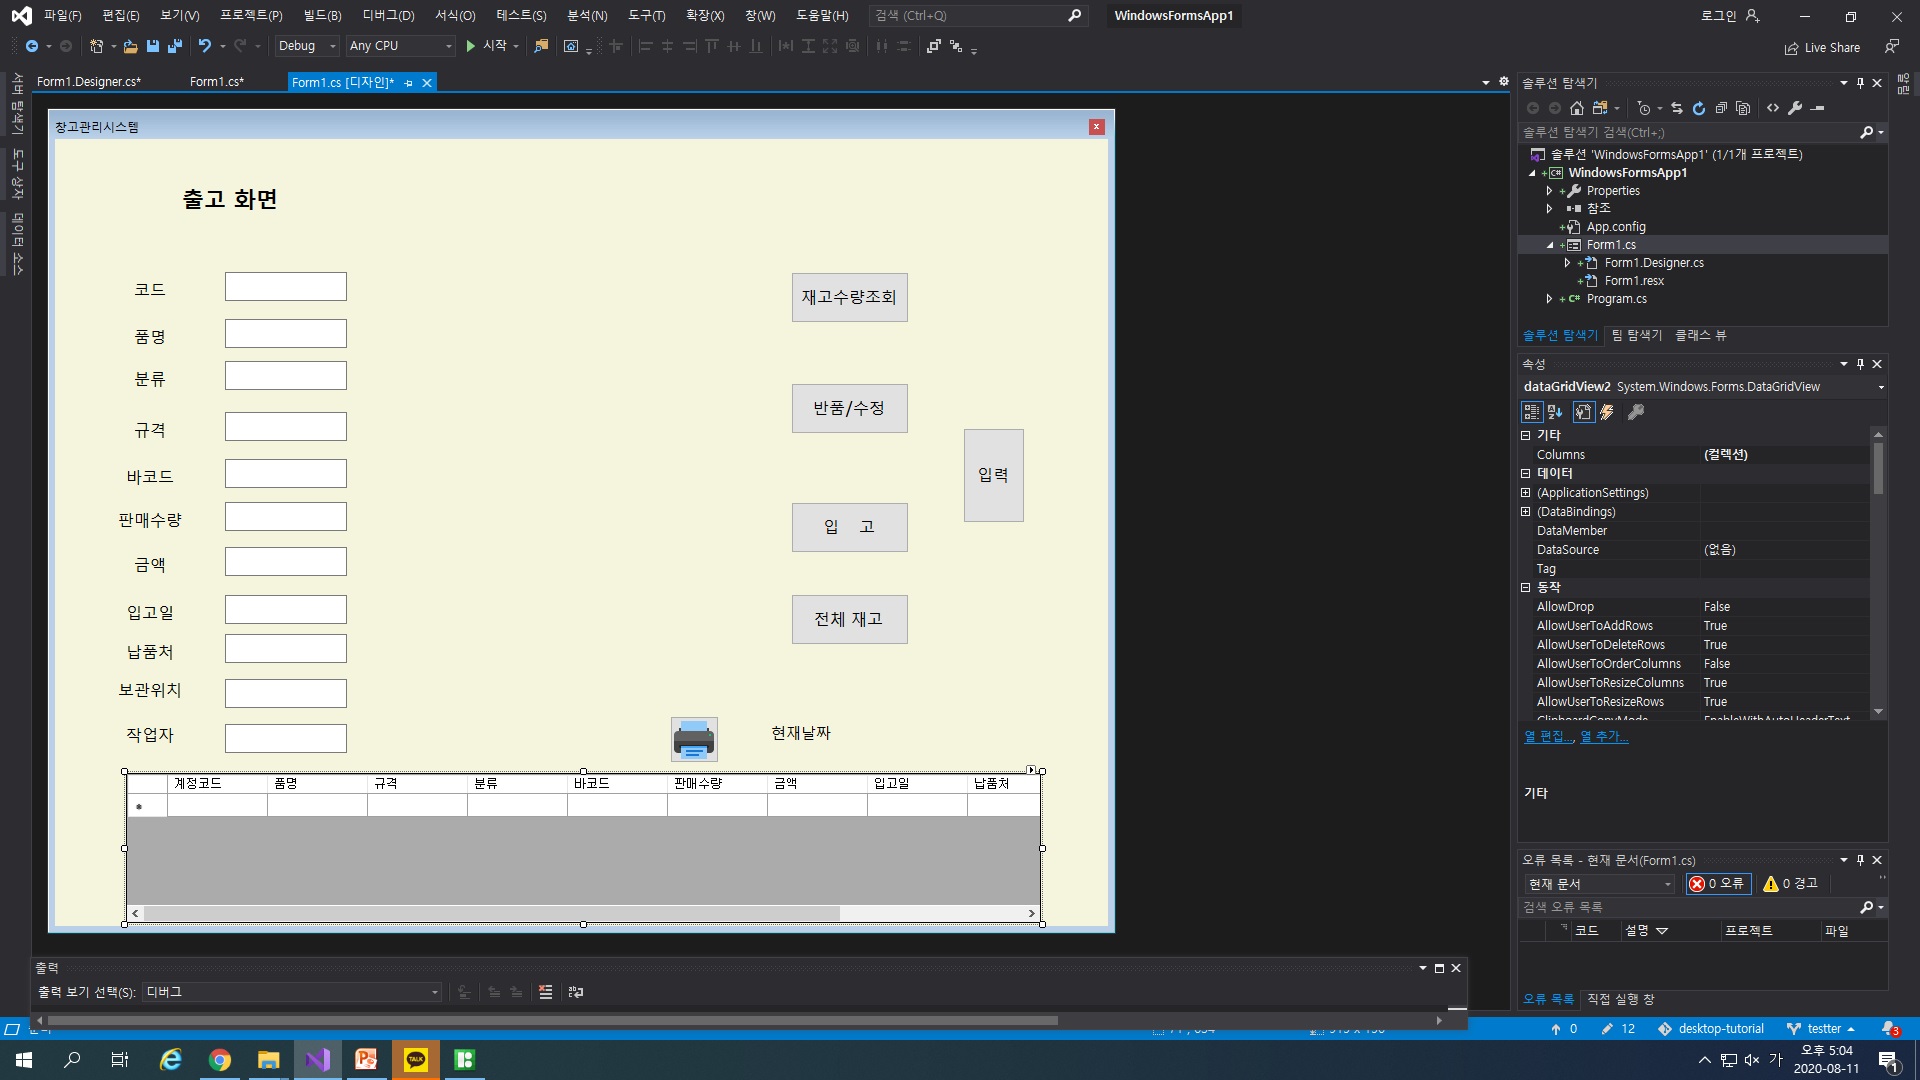 파일(F) 편집(E) 보기(V) 프로젝트(P) 빌드(B) 디버그(D) 서식(O) 테스트(S) 분석(N) 도구(T) 확장(X) 창(W) 도움말(H) 검색 (Ctrl+Q) WindowsFormsApp1 로그인
Debug Any CPU 시작 Live Share
Form1.Designer.cs* Form1.cs* Form1.cs [디자인]*
서버 탐색기
도구 상자
데이터 소스
창고관리시스템
출고 화면
코드
품명
분류
규격
바코드
판매수량
금액
입고일
납품처
보관위치
작업자
재고수량조회
반품/수정
입력
입 고
전체 재고
현재날짜
계정코드 품명 규격 분류 바코드 판매수량 금액 입고일 납품처
출력
출력 보기 선택(S): 디버그
솔루션 탐색기
솔루션 탐색기 검색(Ctrl+;)
솔루션 'WindowsFormsApp1' (1/1개 프로젝트)
WindowsFormsApp1
Properties
참조
App.config
Form1.cs
Form1.Designer.cs
Form1.resx
Program.cs
솔루션 탐색기 팀 탐색기 클래스 뷰
알림
속성
dataGridView2 System.Windows.Forms.DataGridView
기타
Columns (컬렉션)
데이터
(ApplicationSettings)
(DataBindings)
DataMember
DataSource (없음)
Tag
동작
AllowDrop False
AllowUserToAddRows True
AllowUserToDeleteRows True
AllowUserToOrderColumns False
AllowUserToResizeColumns True
AllowUserToResizeRows True
ClipboardCopyMode EnableWithAutoHeaderText
열 편집..., 열 추가...
기타
오류 목록 - 현재 문서(Form1.cs)
현재 문서 0 오류 0 경고
검색 오류 목록
코드 설명 프로젝트 파일
오류 목록 직접 실행 창
0 12 desktop-tutorial testter 3
TALK
가 오후 5:04
2020-08-11 1